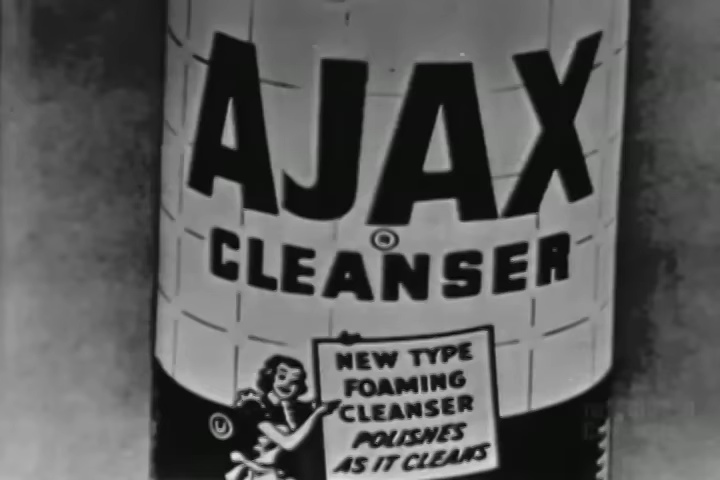 AJAX
®
CLEANSER
NEW TYPE
FOAMING
CLEANSER
POLISHES
AS IT CLEANS
U